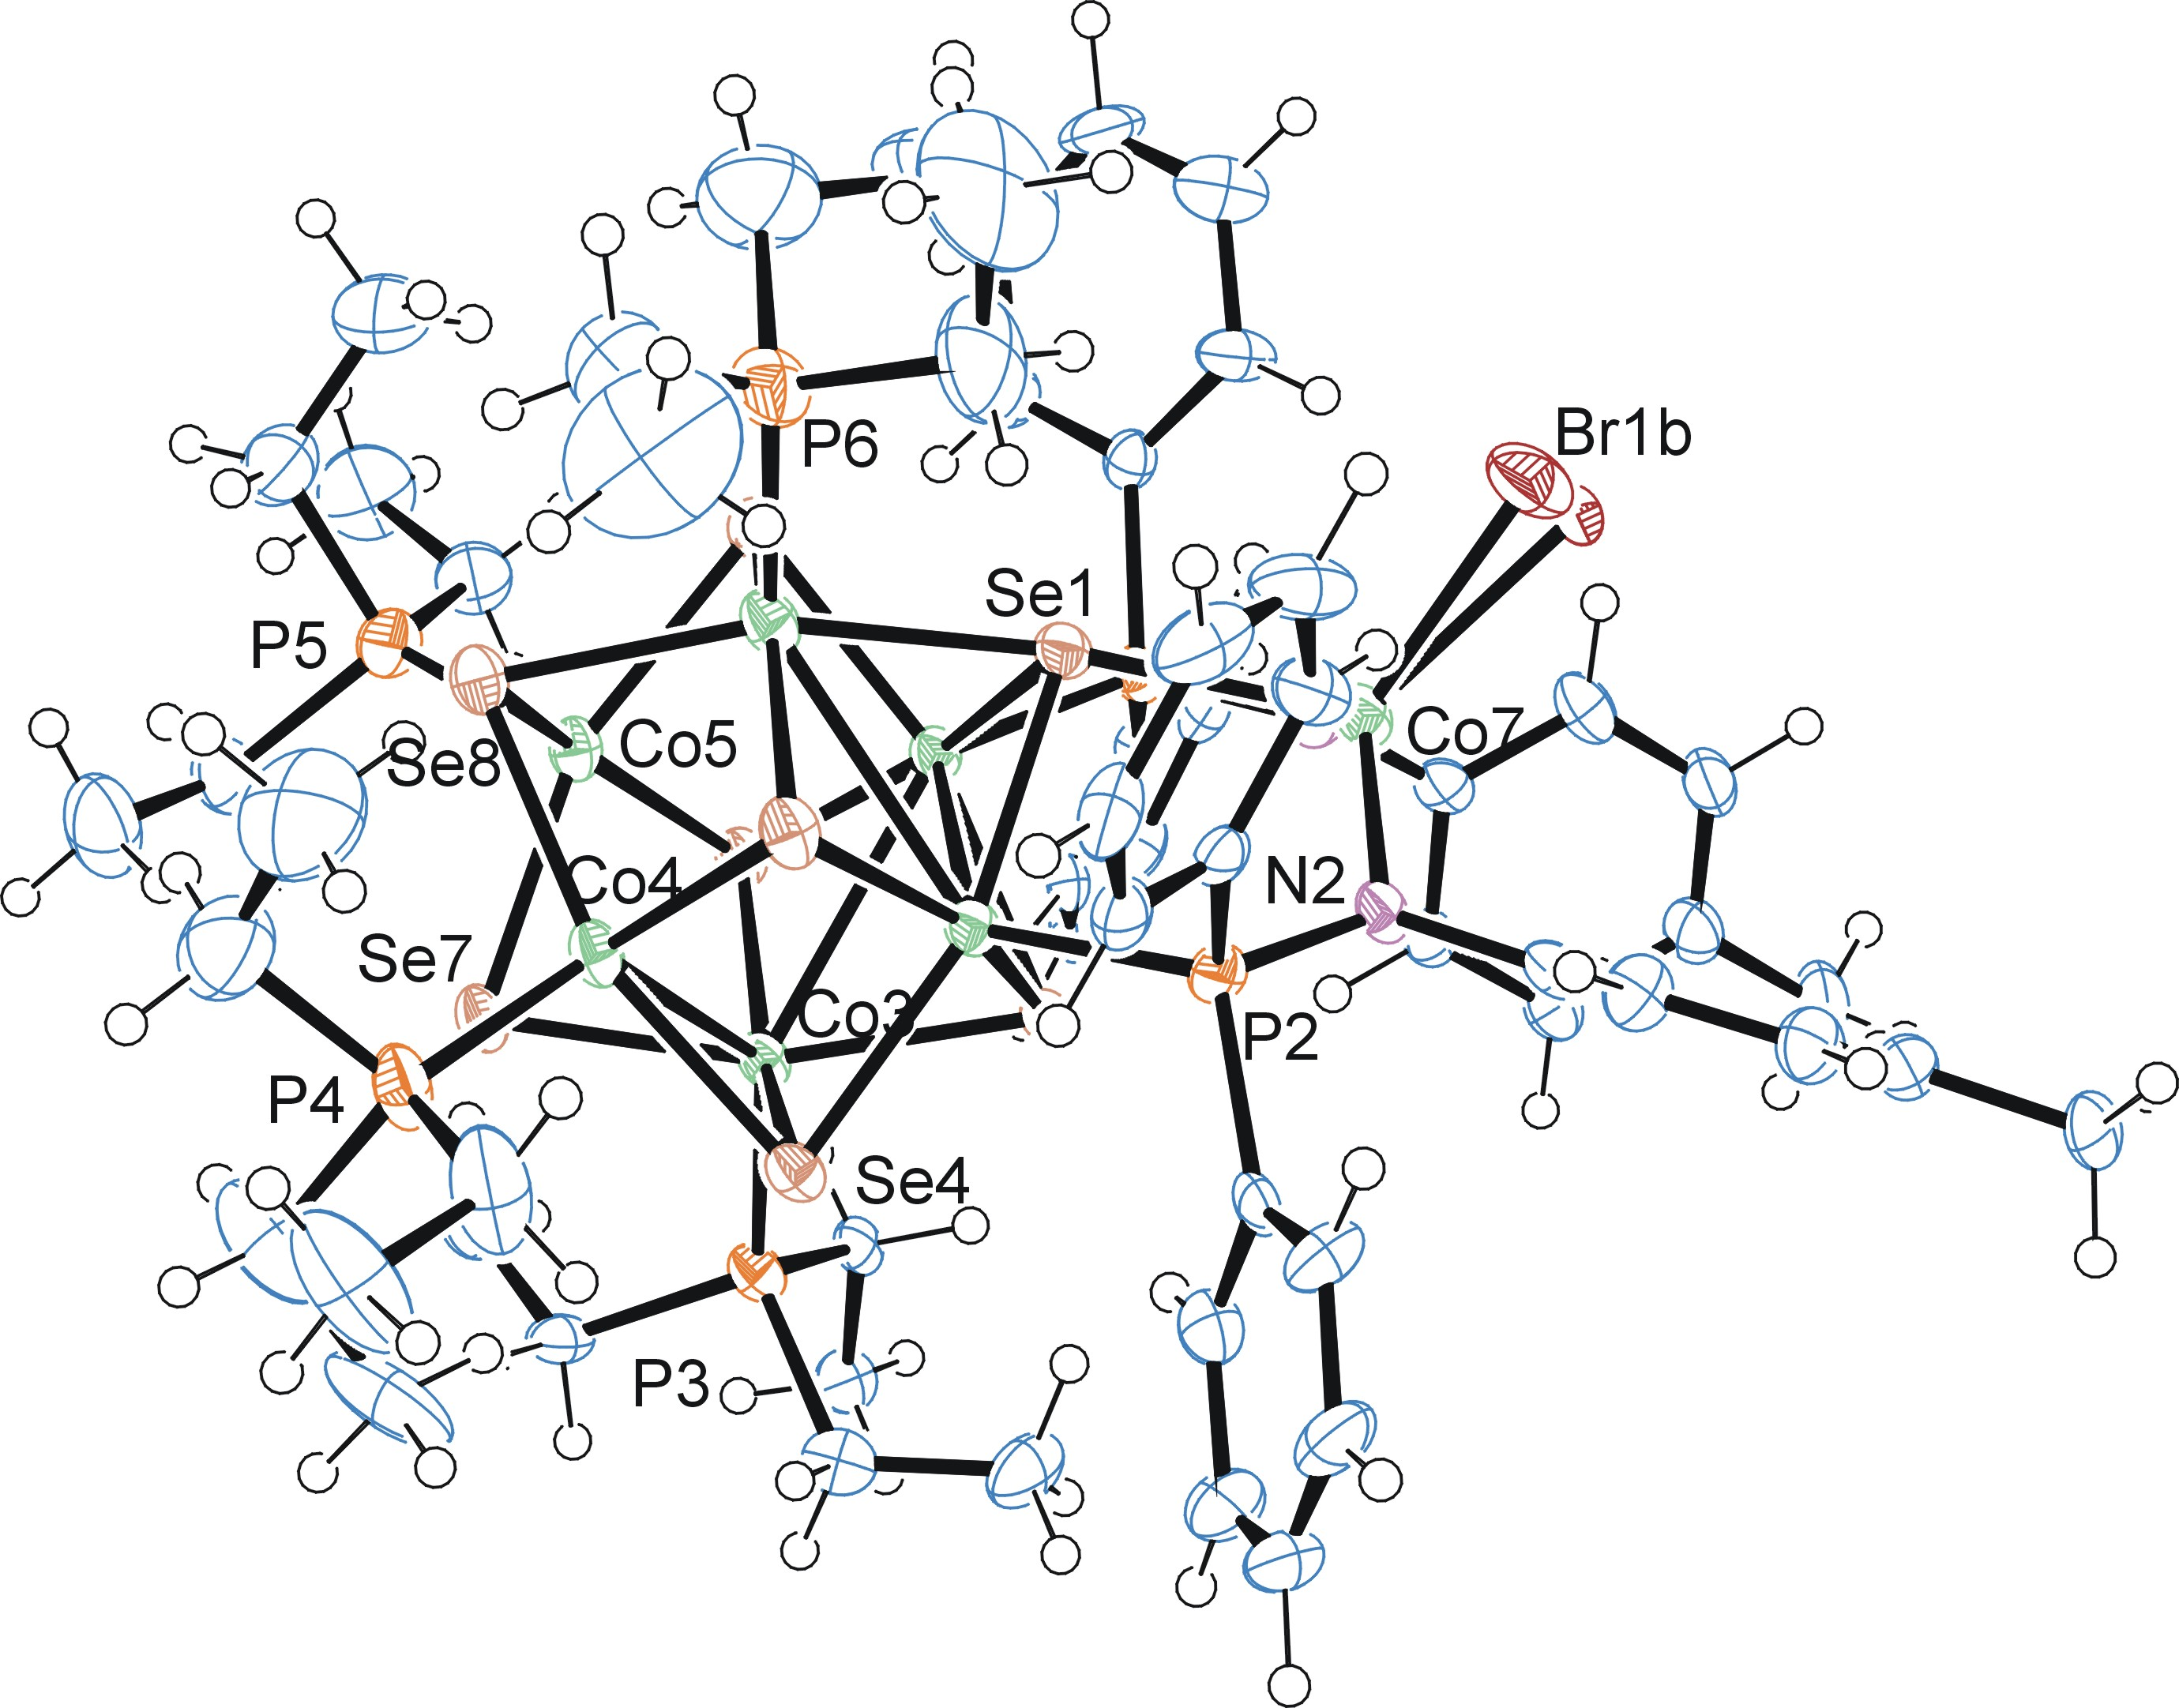 Br1b
P6
Se1
P5
Co5
Co7
Se8
Co4
N2
Se7
Co3
P2
P4
Se4
P3